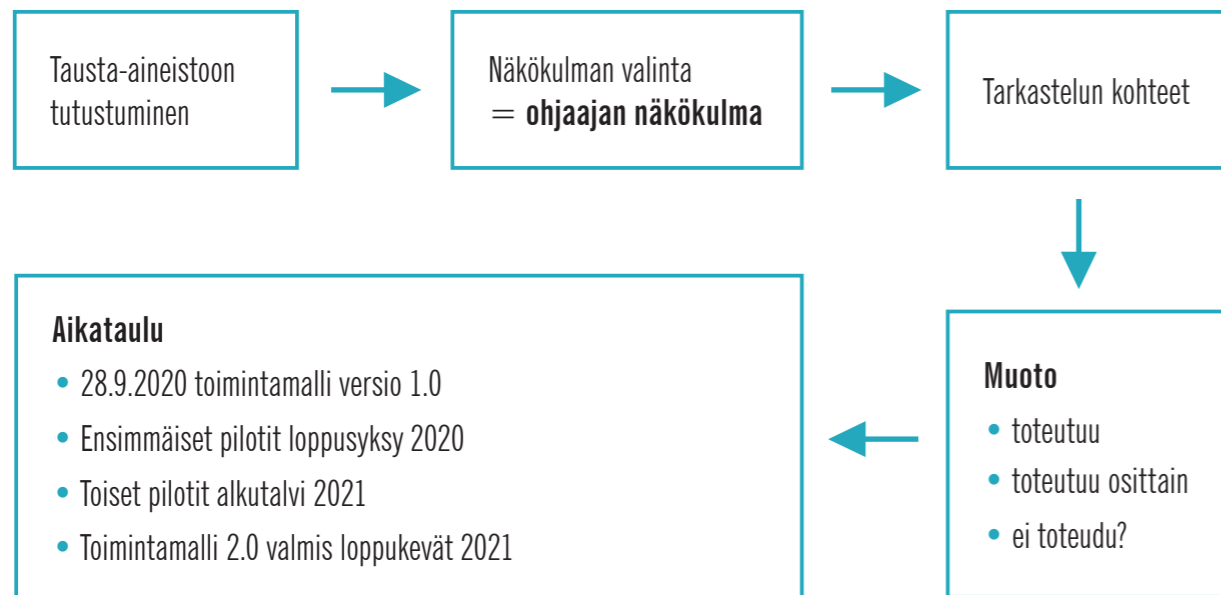 Tausta-aineistoon
tutustuminen
Näkökulman valinta
= ohjaajan näkökulma
Tarkastelun kohteet
Muoto
• toteutuu
• toteutuu osittain
• ei toteudu?
Aikataulu
• 28.9.2020 toimintamalli versio 1.0
• Ensimmäiset pilotit loppusyksy 2020
• Toiset pilotit alkutalvi 2021
• Toimintamalli 2.0 valmis loppukevät 2021